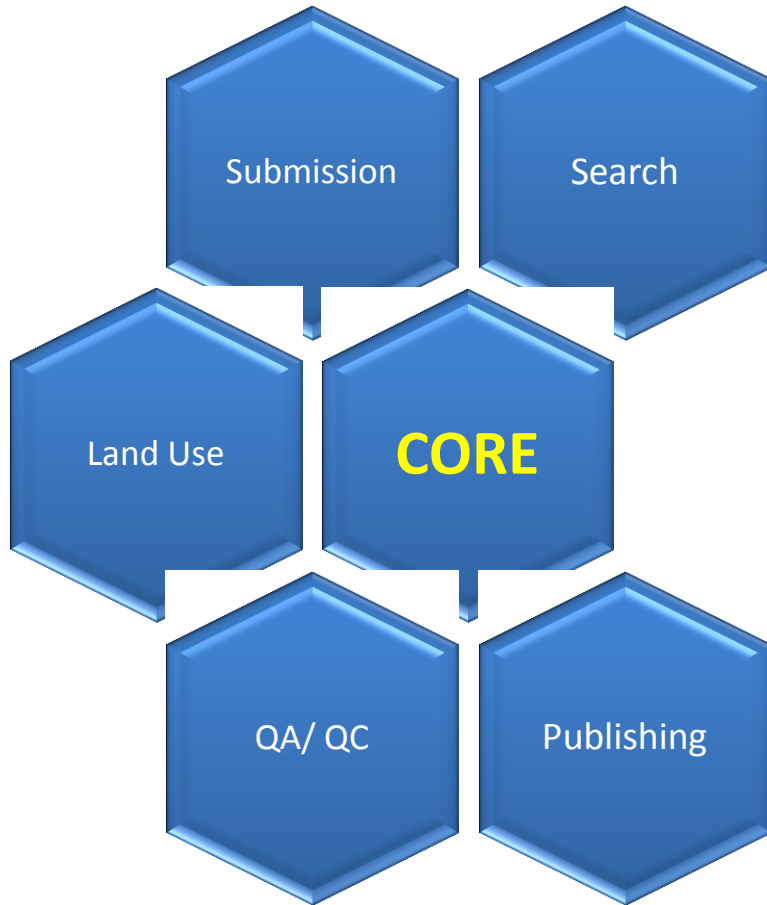 Submission
Search
Land Use
CORE
QA/ QC
Publishing